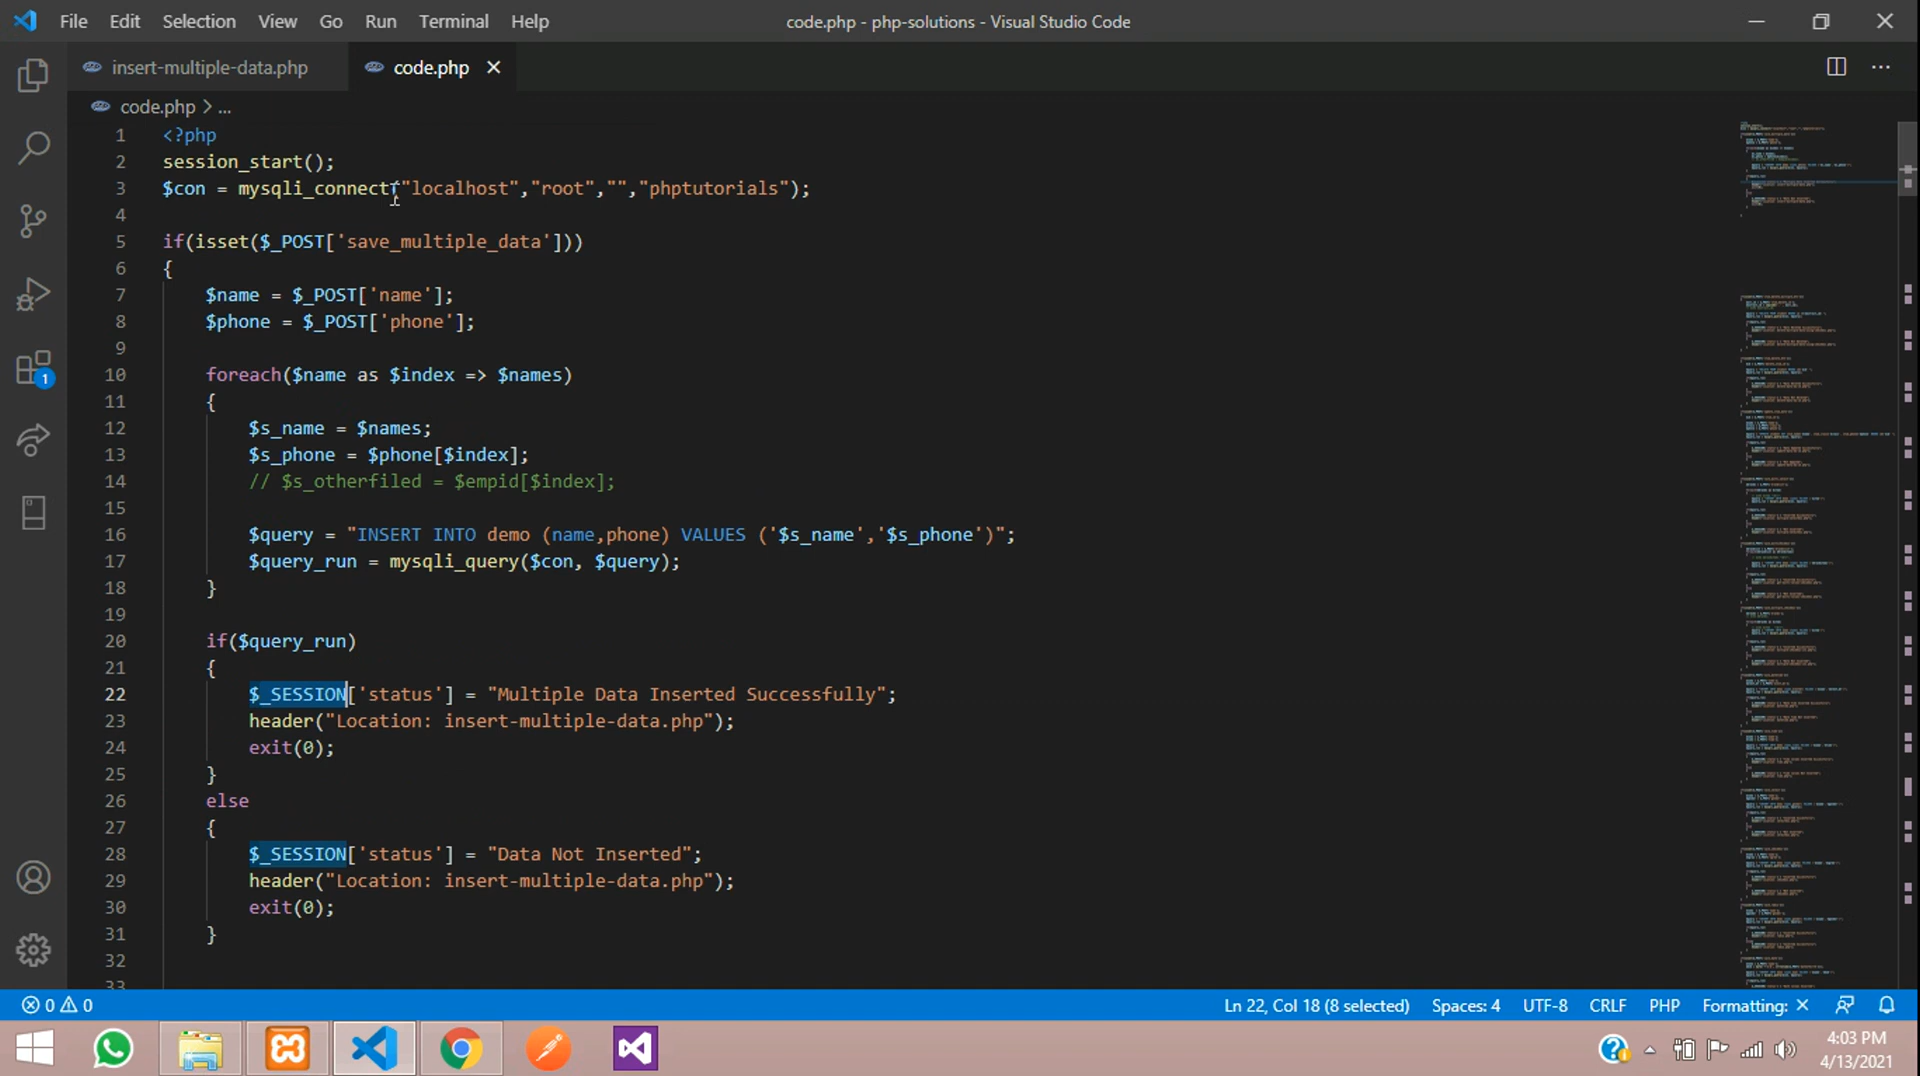 File Edit Selection View Go Run Terminal Help code.php - php-solutions - Visual Studio Code
insert-multiple-data.php code.php
code.php > ...
1 <?php
2 session_start();
3 $con = mysqli_connect("localhost","root","","phptutorials");
4
5 if(isset($_POST['save_multiple_data']))
6 {
7 $name = $_POST['name'];
8 $phone = $_POST['phone'];
9
10 foreach($name as $index => $names)
11 {
12 $s_name = $names;
13 $s_phone = $phone[$index];
14 // $s_otherfiled = $empid[$index];
15
16 $query = "INSERT INTO demo (name,phone) VALUES ('$s_name','$s_phone')";
17 $query_run = mysqli_query($con, $query);
18 }
19
20 if($query_run)
21 {
22 $_SESSION['status'] = "Multiple Data Inserted Successfully";
23 header("Location: insert-multiple-data.php");
24 exit(0);
25 }
26 else
27 {
28 $_SESSION['status'] = "Data Not Inserted";
29 header("Location: insert-multiple-data.php");
30 exit(0);
31 }
32
33
1
0 0 Ln 22, Col 18 (8 selected) Spaces: 4 UTF-8 CRLF PHP Formatting: ×
4:03 PM
4/13/2021